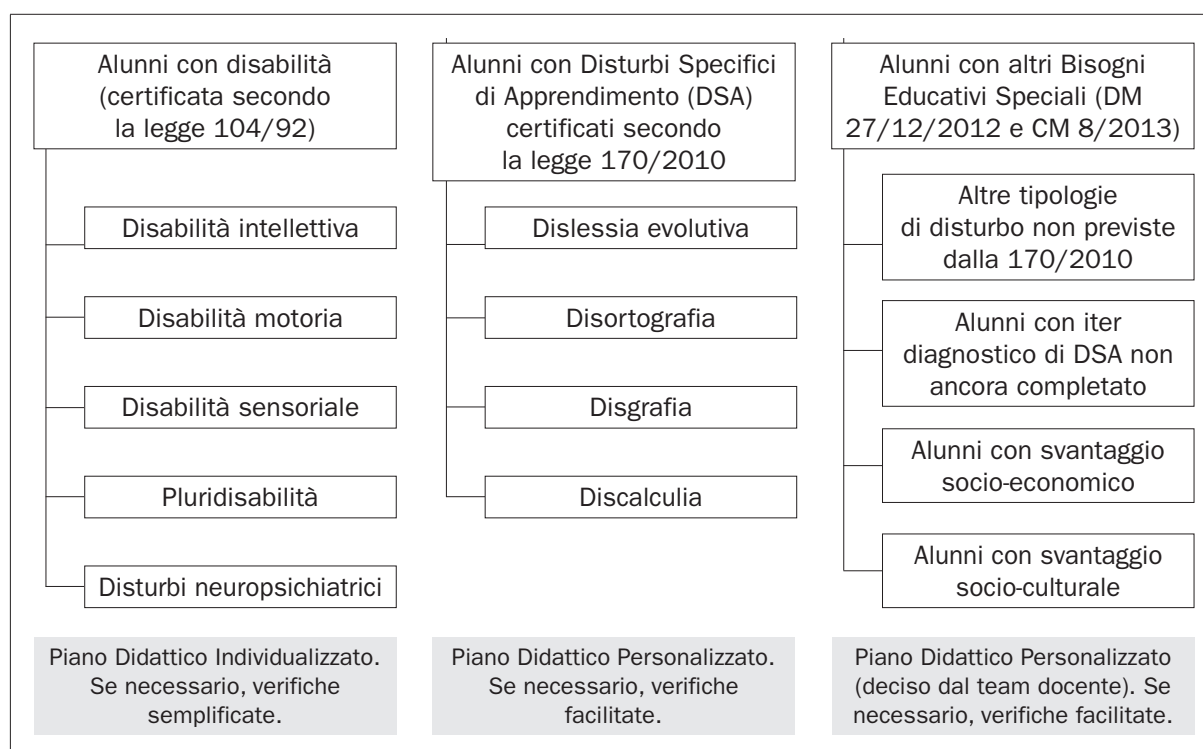 Alunni con disabilità
(certificata secondo
la legge 104/92)
Disabilità intellettiva
Disabilità motoria
Disabilità sensoriale
Pluridisabilità
Disturbi neuropsichiatrici
Piano Didattico Individualizzato.
Se necessario, verifiche
semplificate.
Alunni con Disturbi Specifici
di Apprendimento (DSA)
certificati secondo
la legge 170/2010
Dislessia evolutiva
Disortografia
Disgrafia
Discalculia
Piano Didattico Personalizzato.
Se necessario, verifiche
facilitate.
Alunni con altri Bisogni
Educativi Speciali (DM
27/12/2012 e CM 8/2013)
Altre tipologie
di disturbo non previste
dalla 170/2010
Alunni con iter
diagnostico di DSA non
ancora completato
Alunni con svantaggio
socio-economico
Alunni con svantaggio
socio-culturale
Piano Didattico Personalizzato
(deciso dal team docente). Se
necessario, verifiche facilitate.